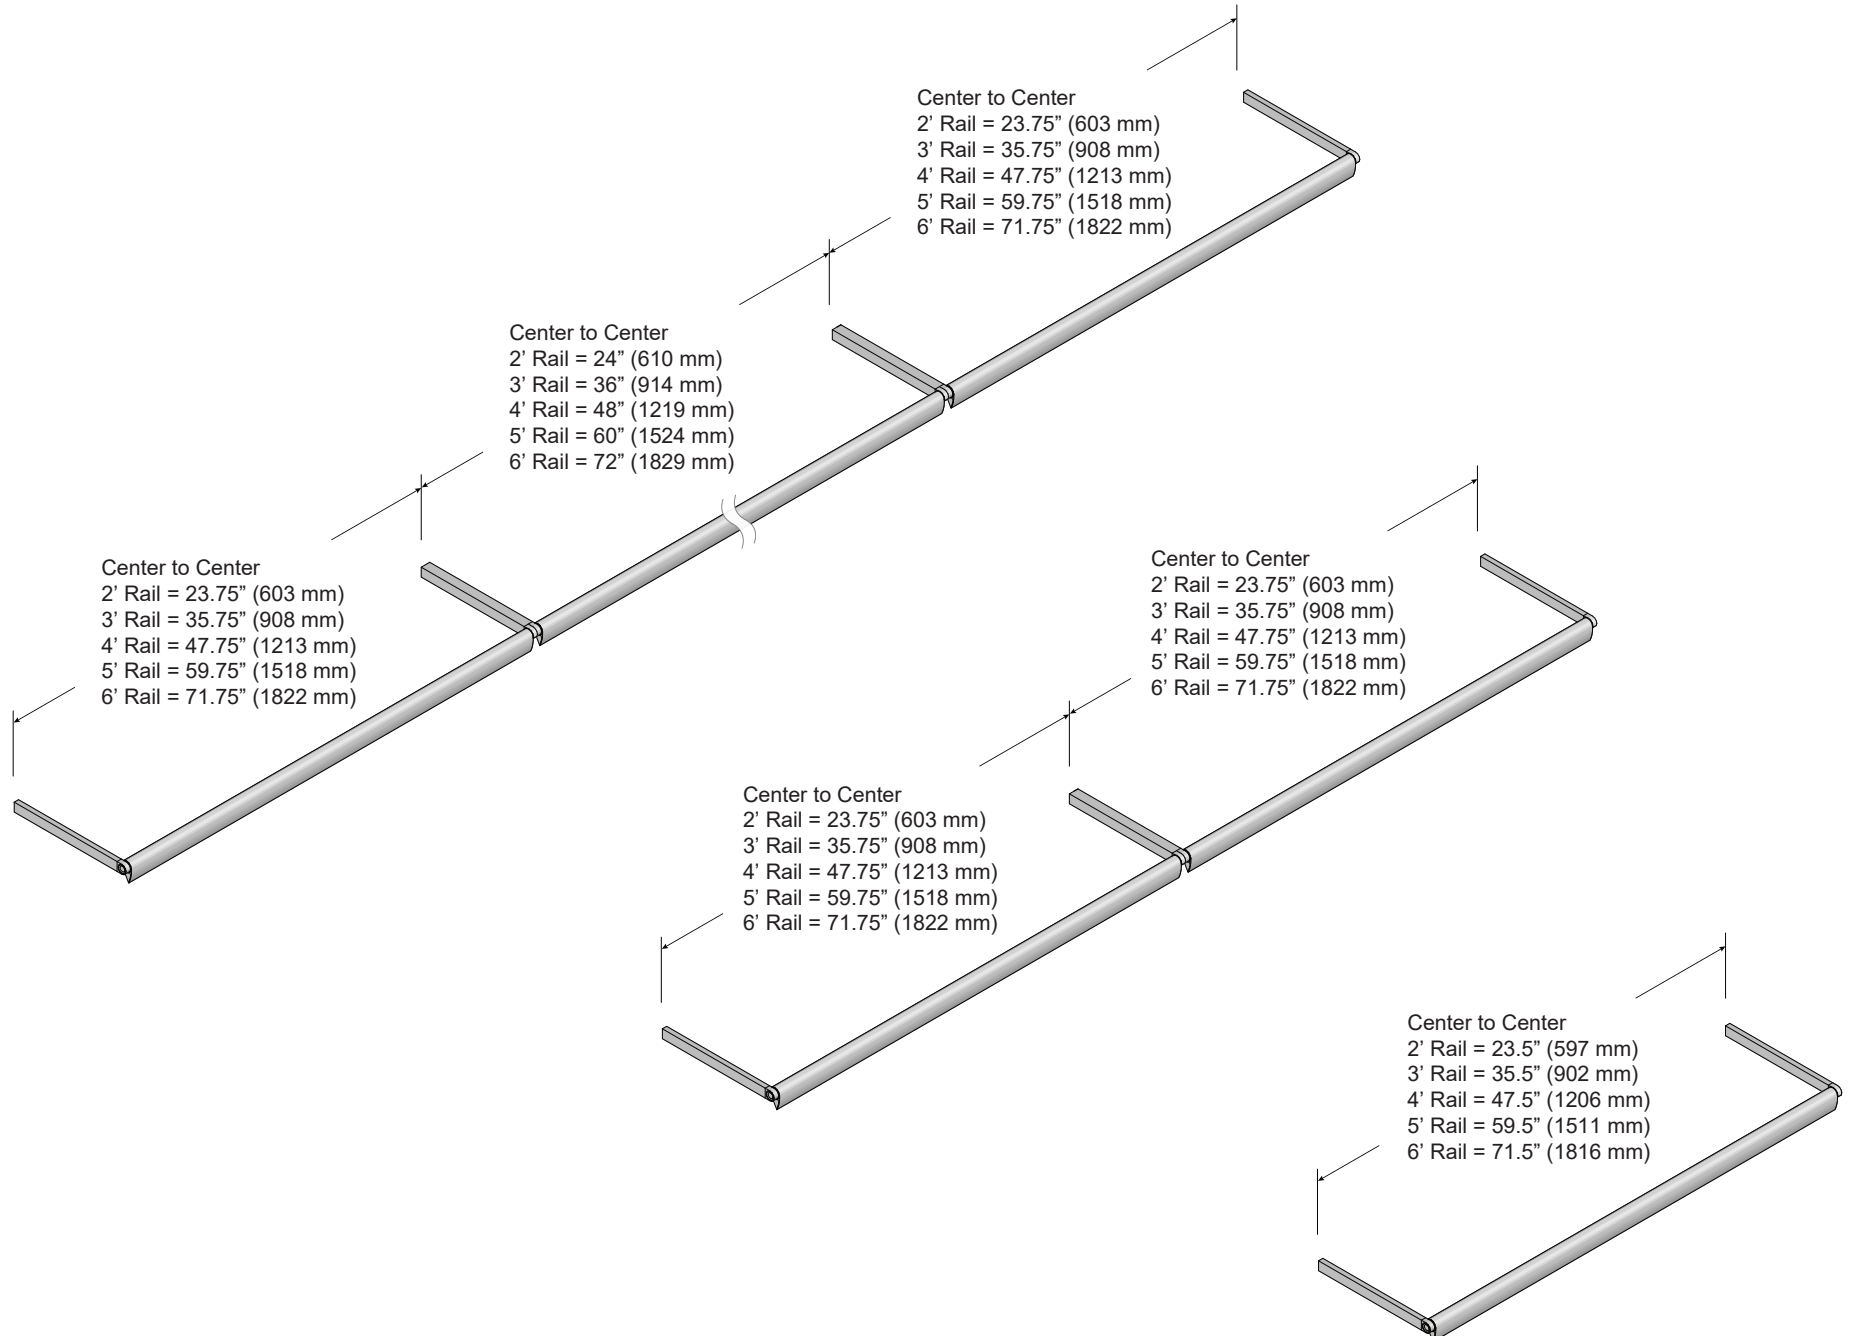 Center to Center
2’ Rail = 23.75” (603 mm)
3’ Rail = 35.75” (908 mm)
4’ Rail = 47.75” (1213 mm)
5’ Rail = 59.75” (1518 mm)
6’ Rail = 71.75” (1822 mm)
Center to Center
2’ Rail = 24” (610 mm)
3’ Rail = 36” (914 mm)
4’ Rail = 48” (1219 mm)
5’ Rail = 60” (1524 mm)
6’ Rail = 72” (1829 mm)
Center to Center
2’ Rail = 23.75” (603 mm)
3’ Rail = 35.75” (908 mm)
4’ Rail = 47.75” (1213 mm)
5’ Rail = 59.75” (1518 mm)
6’ Rail = 71.75” (1822 mm)
Center to Center
2’ Rail = 23.75” (603 mm)
3’ Rail = 35.75” (908 mm)
4’ Rail = 47.75” (1213 mm)
5’ Rail = 59.75” (1518 mm)
6’ Rail = 71.75” (1822 mm)
Center to Center
2’ Rail = 23.75” (603 mm)
3’ Rail = 35.75” (908 mm)
4’ Rail = 47.75” (1213 mm)
5’ Rail = 59.75” (1518 mm)
6’ Rail = 71.75” (1822 mm)
Center to Center
2’ Rail = 23.5” (597 mm)
3’ Rail = 35.5” (902 mm)
4’ Rail = 47.5” (1206 mm)
5’ Rail = 59.5” (1511 mm)
6’ Rail = 71.5” (1816 mm)